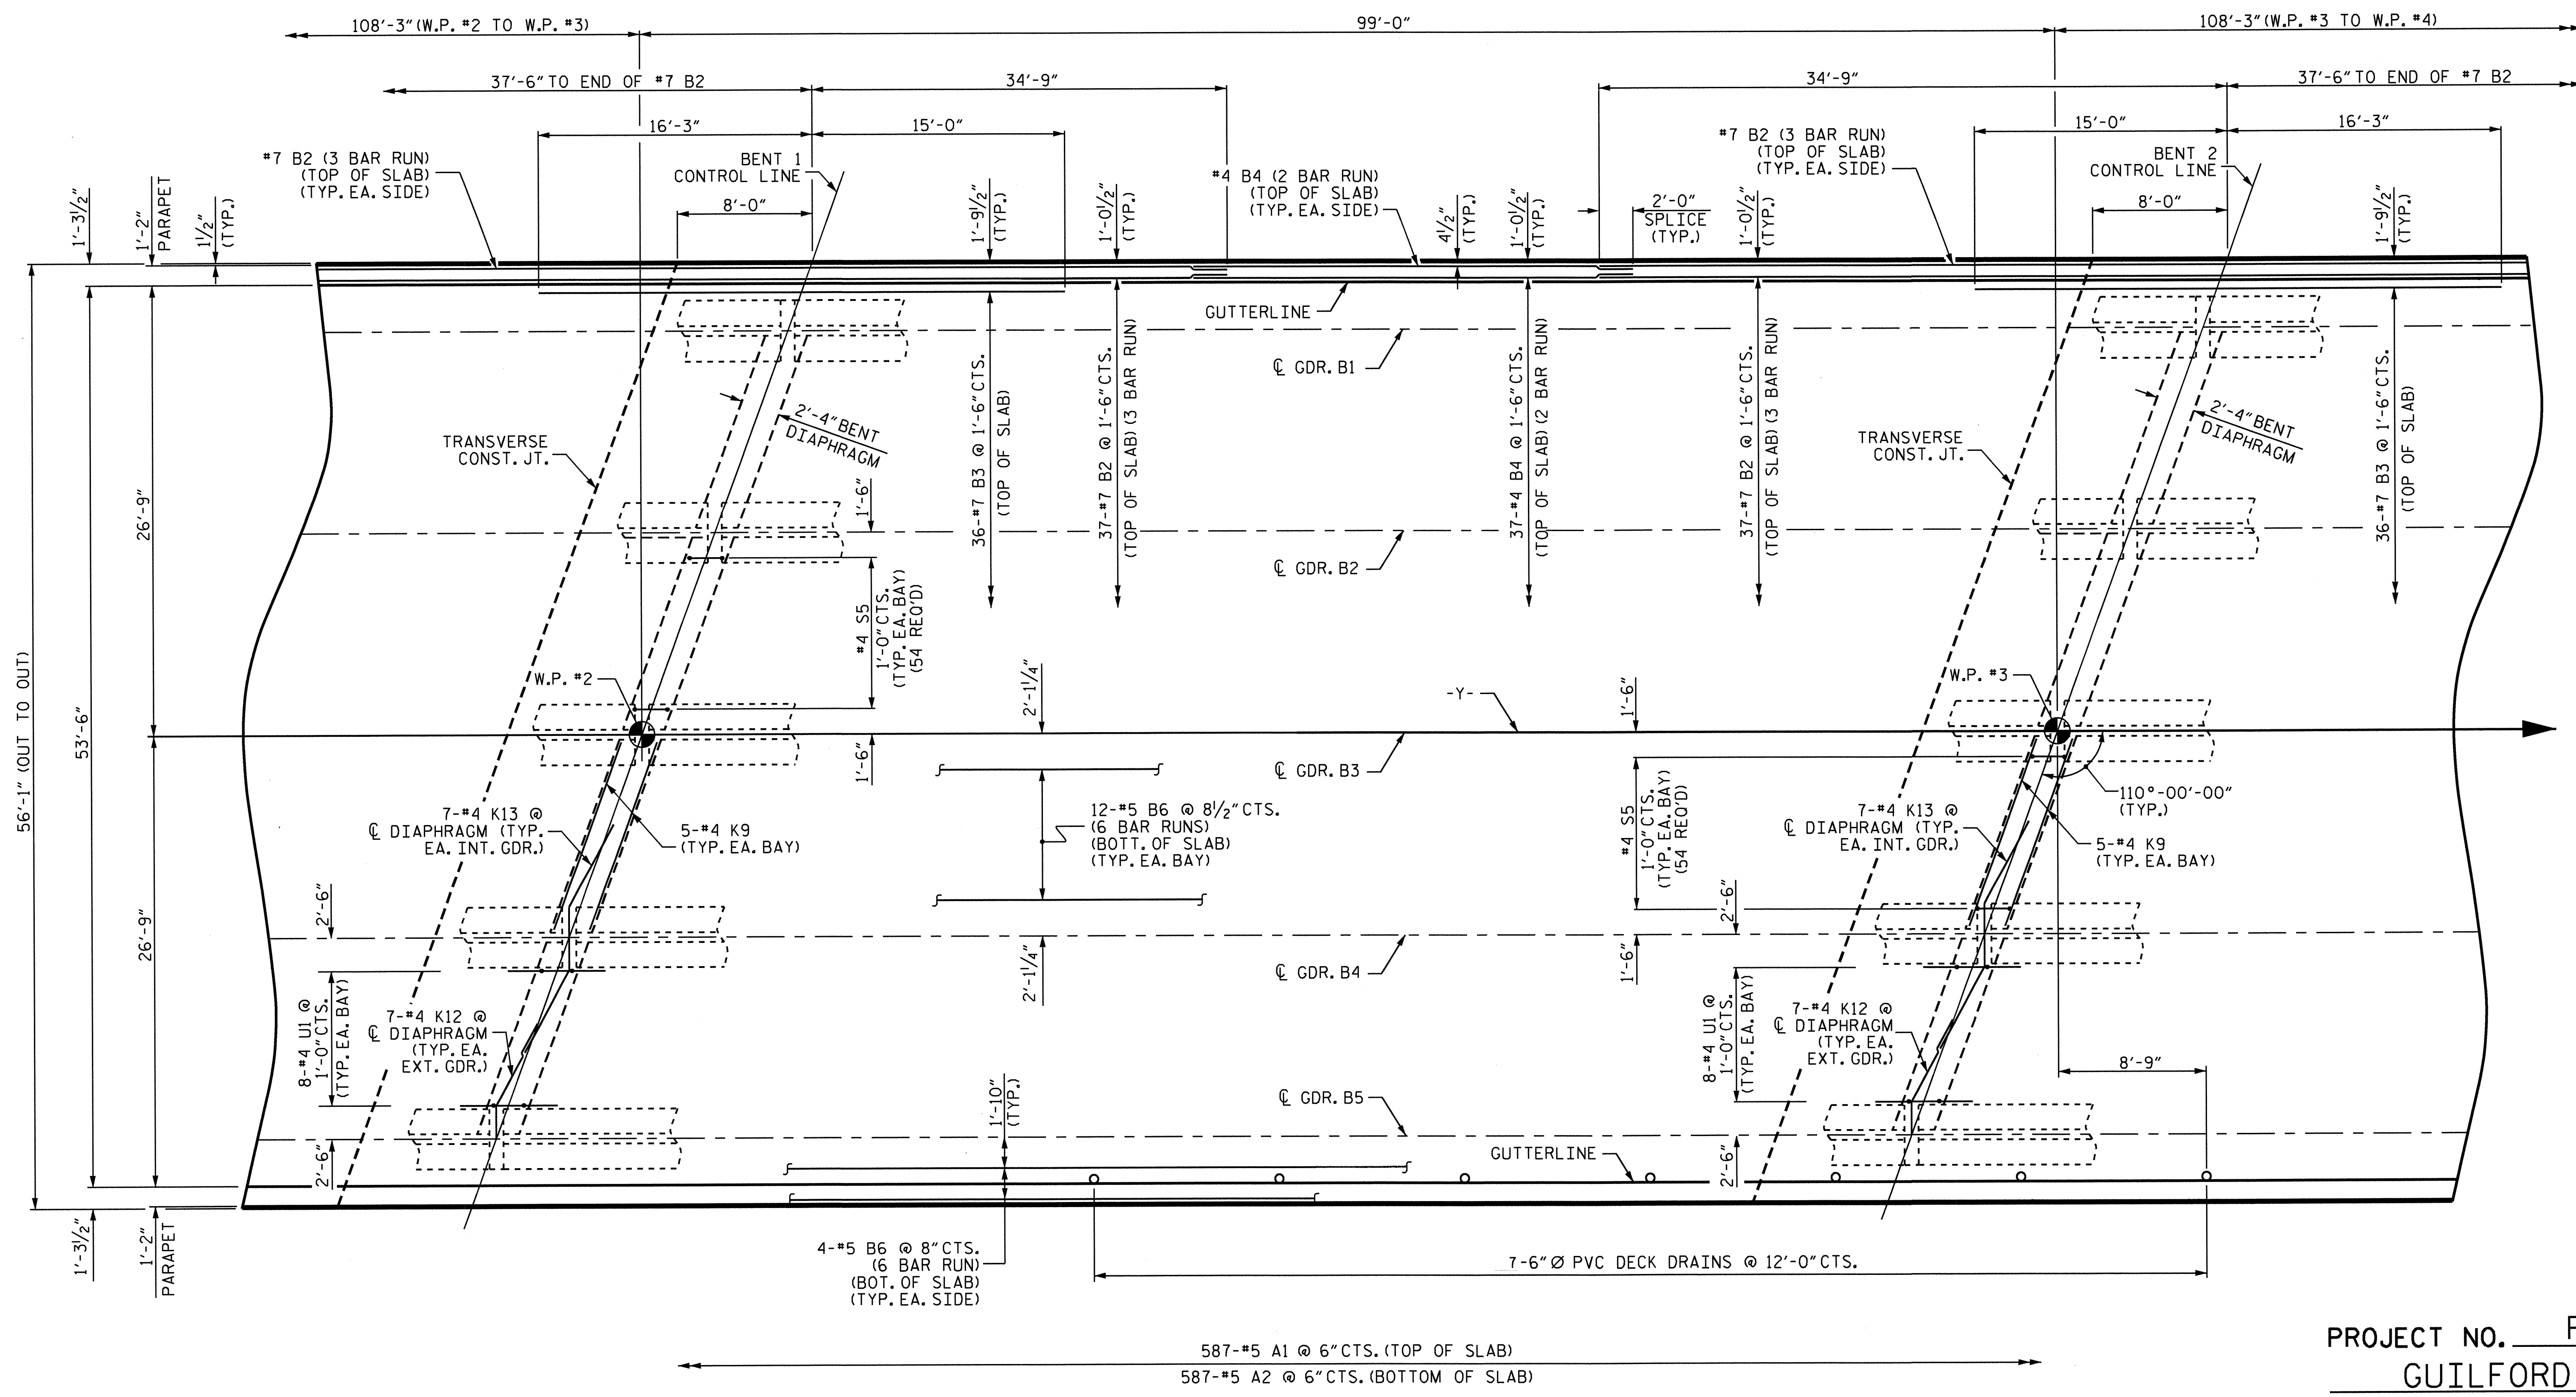 108'-3" (W.P. #2 TO W.P. #3)
99'-0"
108'-3" (W.P. #3 TO W.P. #4)
37'-6" TO END OF #7 B2
34'-9"
34'-9"
37'-6" TO END OF #7 B2
16'-3"
15'-0"
15'-0"
16'-3"
#7 B2 (3 BAR RUN)
(TOP OF SLAB)
(TYP. EA. SIDE)
BENT 1
CONTROL LINE
#4 B4 (2 BAR RUN)
(TOP OF SLAB)
(TYP. EA. SIDE)
#7 B2 (3 BAR RUN)
(TOP OF SLAB)
(TYP. EA. SIDE)
BENT 2
CONTROL LINE
1'-3½"
1'-2"
PARAPET
1½"
(TYP.)
8'-0"
1'-9½"
(TYP.)
1'-0½"
(TYP.)
4½"
(TYP.)
1'-0½"
(TYP.)
2'-0"
SPLICE
(TYP.)
1'-0½"
(TYP.)
8'-0"
1'-9½"
(TYP.)
GUTTERLINE
℄ GDR. B1
36-#7 B3 @ 1'-6" CTS.
(TOP OF SLAB)
37-#7 B2 @ 1'-6" CTS.
(TOP OF SLAB) (3 BAR RUN)
37-#4 B4 @ 1'-6" CTS.
(TOP OF SLAB) (2 BAR RUN)
37-#7 B2 @ 1'-6" CTS.
(TOP OF SLAB) (3 BAR RUN)
36-#7 B3 @ 1'-6" CTS.
(TOP OF SLAB)
2'-4" BENT
DIAPHRAGM
2'-4" BENT
DIAPHRAGM
TRANSVERSE
CONST. JT.
TRANSVERSE
CONST. JT.
26'-9"
1'-6"
℄ GDR. B2
#4 S5
1'-0" CTS.
(TYP. EA. BAY)
(54 REQ'D)
56'-1" (OUT TO OUT)
53'-6"
W.P. #2
2'-1¼"
-Y-
1'-6"
W.P. #3
1'-6"
℄ GDR. B3
#4 S5
1'-0" CTS.
(TYP. EA. BAY)
(54 REQ'D)
110°-00'-00"
(TYP.)
7-#4 K13 @
℄ DIAPHRAGM (TYP.
EA. INT. GDR.)
5-#4 K9
(TYP. EA. BAY)
12-#5 B6 @ 8½" CTS.
(6 BAR RUNS)
(BOTT. OF SLAB)
(TYP. EA. BAY)
7-#4 K13 @
℄ DIAPHRAGM (TYP.
EA. INT. GDR.)
5-#4 K9
(TYP. EA. BAY)
26'-9"
2'-6"
2'-1¼"
℄ GDR. B4
1'-6"
2'-6"
8-#4 U1 @
1'-0" CTS.
(TYP. EA. BAY)
7-#4 K12 @
℄ DIAPHRAGM
(TYP. EA.
EXT. GDR.)
8-#4 U1 @
1'-0" CTS.
(TYP. EA. BAY)
7-#4 K12 @
℄ DIAPHRAGM
(TYP. EA.
EXT. GDR.)
8'-9"
1'-10"
(TYP.)
℄ GDR. B5
2'-6"
GUTTERLINE
2'-6"
1'-3½"
1'-2"
PARAPET
4-#5 B6 @ 8" CTS.
(6 BAR RUN)
(BOT. OF SLAB)
(TYP. EA. SIDE)
7-6" Ø PVC DECK DRAINS @ 12'-0" CTS.
587-#5 A1 @ 6" CTS. (TOP OF SLAB)
587-#5 A2 @ 6" CTS. (BOTTOM OF SLAB)
PROJECT NO.
GUILFORD